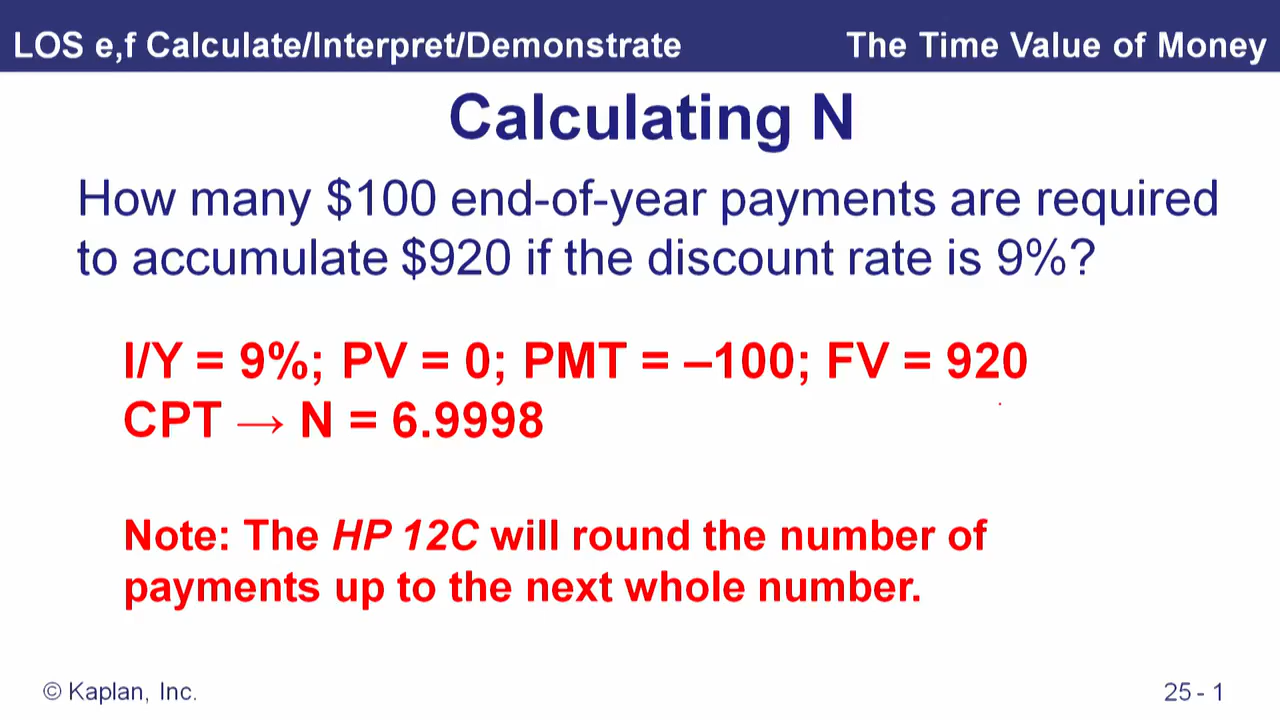 LOS e,f Calculate/Interpret/Demonstrate
The Time Value of Money
Calculating N
How many $100 end-of-year payments are required
to accumulate $920 if the discount rate is 9%?
I/Y = 9%; PV = 0; PMT = –100; FV = 920
CPT → N = 6.9998
Note: The HP 12C will round the number of
payments up to the next whole number.
© Kaplan, Inc.
25 - 1